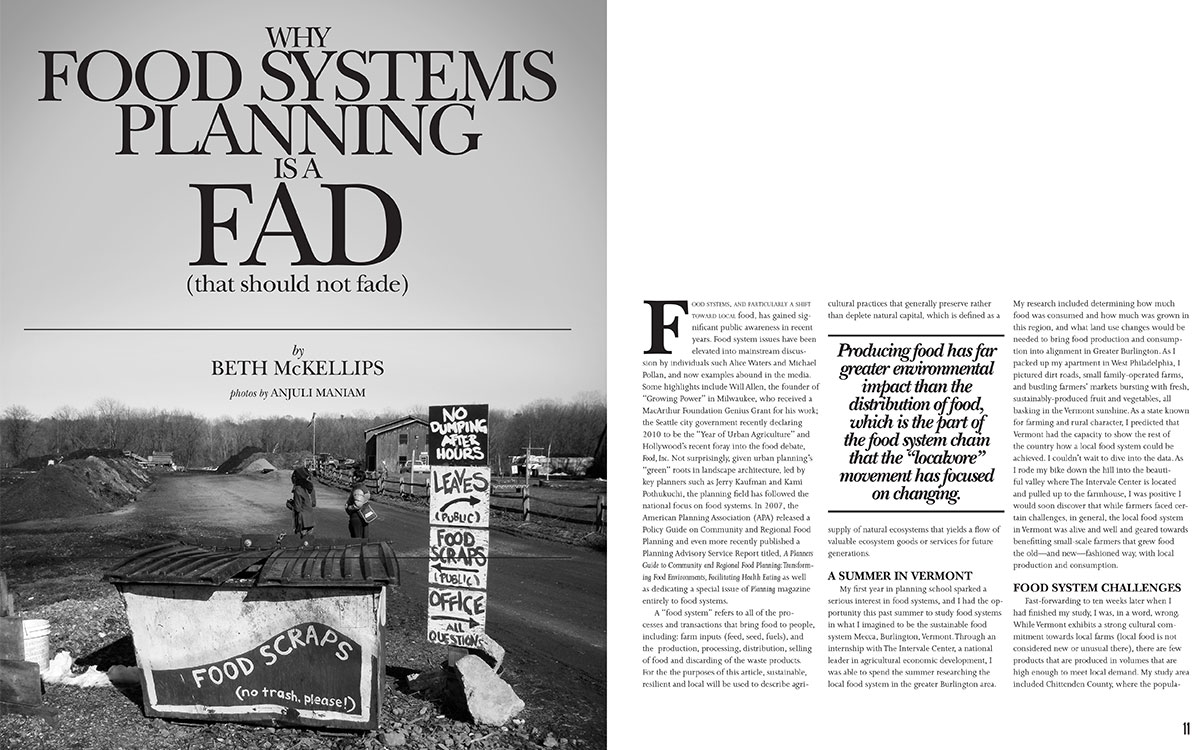 WHY
FOOD SYSTEMS
PLANNING
IS A
FAD
(that should not fade)
by
BETH McKELLIPS
photos by ANJULI MANIAM
NO
DUMPING
AFTER
HOURS
LEAVES
(PUBLIC)
FOOD
SCRAPS
(PUBLIC)
OFFICE
ALL
QUESTIONS
FOOD SCRAPS
(no trash, please!)
FOOD SYSTEMS, AND PARTICULARLY A SHIFT
TOWARD LOCAL food, has gained sig-
nificant public awareness in recent
years. Food system issues have been
elevated into mainstream discus-
sion by individuals such Alice Waters and Michael
Pollan, and now examples abound in the media.
Some highlights include Will Allen, the founder of
"Growing Power" in Milwaukee, who received a
MacArthur Foundation Genius Grant for his work;
the Seattle city government recently declaring
2010 to be the "Year of Urban Agriculture" and
Hollywood's recent foray into the food debate,
Food, Inc. Not surprisingly, given urban planning's
"green" roots in landscape architecture, led by
key planners such as Jerry Kaufman and Kami
Pothukuchi, the planning field has followed the
national focus on food systems. In 2007, the
American Planning Association (APA) released a
Policy Guide on Community and Regional Food
Planning and even more recently published a
Planning Advisory Service Report titled, A Planners
Guide to Community and Regional Food Planning: Transform-
ing Food Environments, Facilitating Health Eating as well
as dedicating a special issue of Planning magazine
entirely to food systems.
A "food system" refers to all of the pro-
cesses and transactions that bring food to people,
including: farm inputs (feed, seed, fuels), and
the production, processing, distribution, selling
of food and discarding of the waste products.
For the the purposes of this article, sustainable,
resilient and local will be used to describe agri-
cultural practices that generally preserve rather
than deplete natural capital, which is defined as a
Producing food has far
greater environmental
impact than the
distribution of food,
which is the part of
the food system chain
that the "localvore"
movement has focused
on changing.
supply of natural ecosystems that yields a flow of
valuable ecosystem goods or services for future
generations.
A SUMMER IN VERMONT
My first year in planning school sparked a
serious interest in food systems, and I had the op-
portunity this past summer to study food systems
in what I imagined to be the sustainable food
system Mecca, Burlington, Vermont. Through an
internship with The Intervale Center, a national
leader in agricultural economic development, I
was able to spend the summer researching the
local food system in the greater Burlington area.
My research included determining how much
food was consumed and how much was grown in
this region, and what land use changes would be
needed to bring food production and consump-
tion into alignment in Greater Burlington. As I
packed up my apartment in West Philadelphia, I
pictured dirt roads, small family-operated farms,
and bustling farmers' markets bursting with fresh,
sustainably-produced fruit and vegetables, all
basking in the Vermont sunshine. As a state known
for farming and rural character, I predicted that
Vermont had the capacity to show the rest of
the country how a local food system could be
achieved. I couldn't wait to dive into the data. As
I rode my bike down the hill into the beauti-
ful valley where The Intervale Center is located
and pulled up to the farmhouse, I was positive I
would soon discover that while farmers faced cer-
tain challenges, in general, the local food system
in Vermont was alive and well and geared towards
benefitting small-scale farmers that grew food
the old—and new—fashioned way, with local
production and consumption.
FOOD SYSTEM CHALLENGES
Fast-forwarding to ten weeks later when I
had finished my study, I was, in a word, wrong.
While Vermont exhibits a strong cultural com-
mitment towards local farms (local food is not
considered new or unusual there), there are few
products that are produced in volumes that are
high enough to meet local demand. My study area
included Chittenden County, where the popula-
11